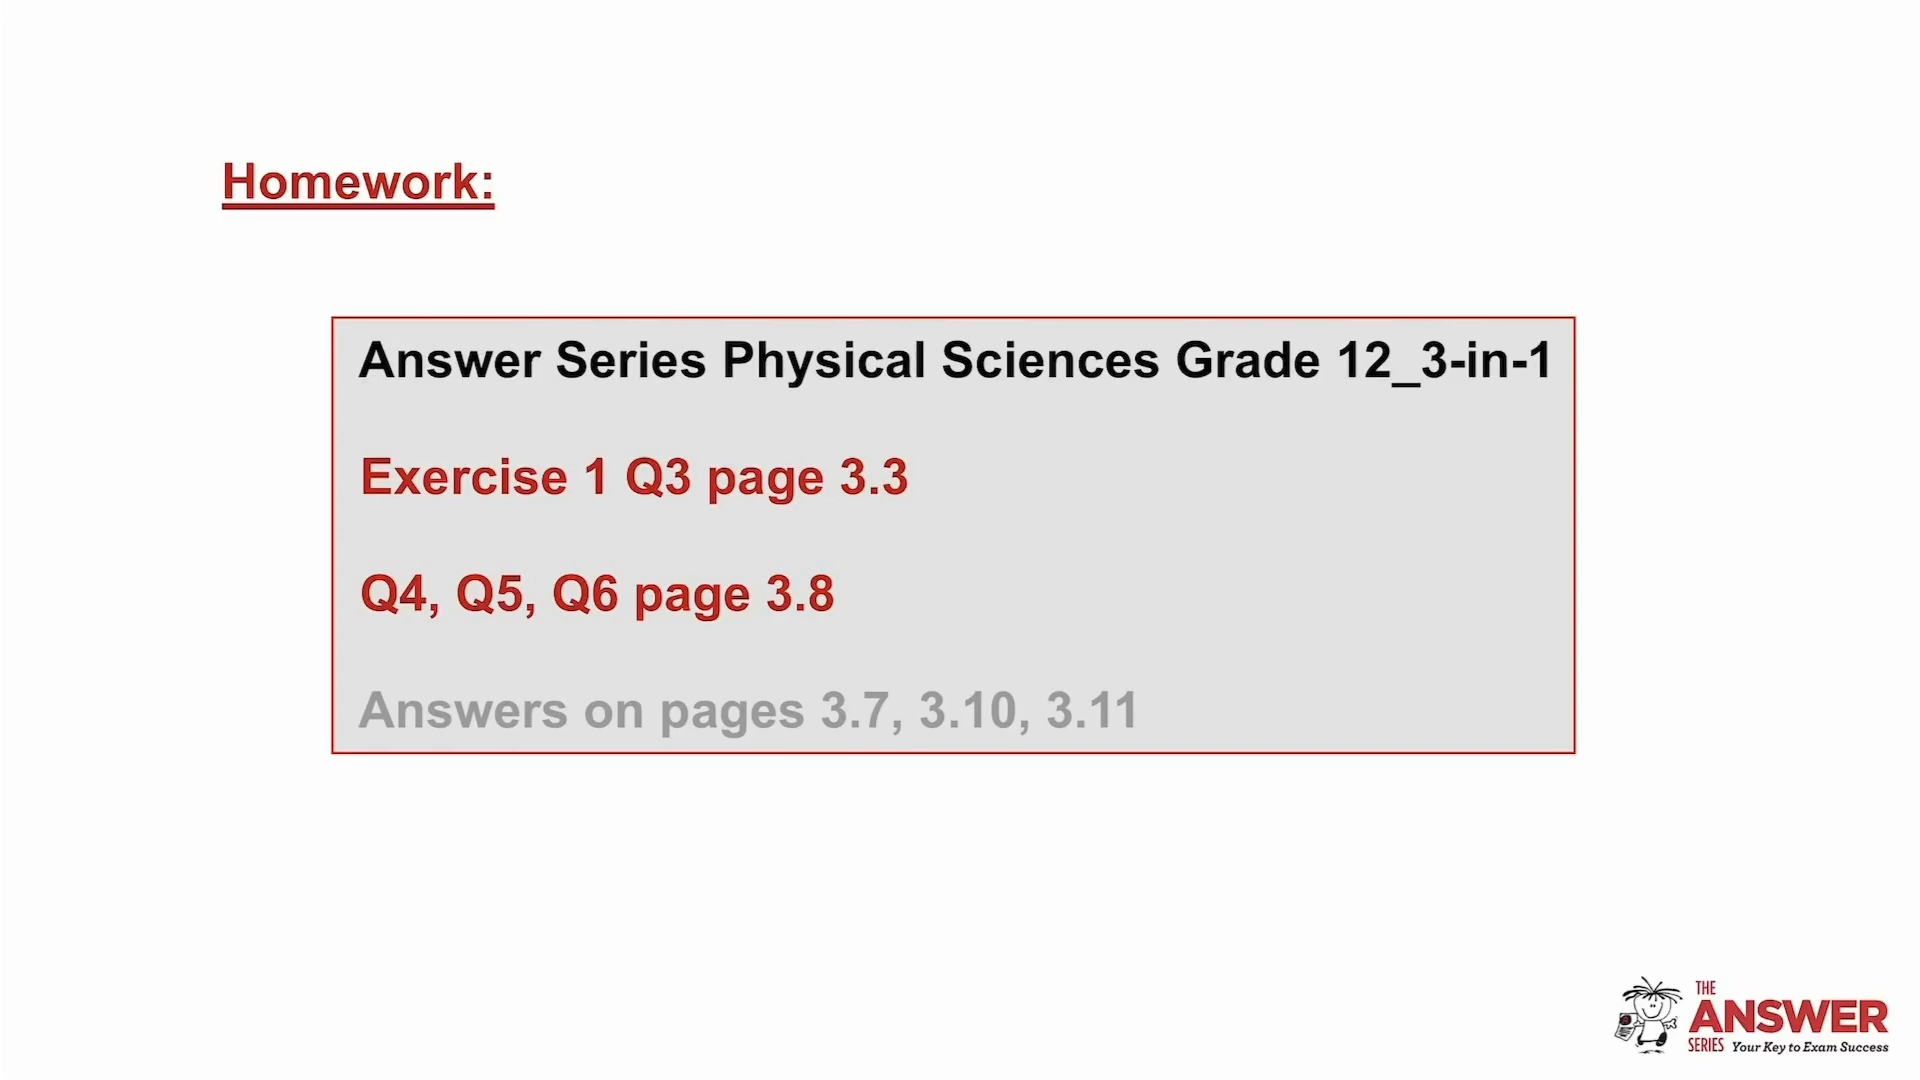 Homework:
Answer Series Physical Sciences Grade 12_3-in-1
Exercise 1 Q3 page 3.3
Q4, Q5, Q6 page 3.8
Answers on pages 3.7, 3.10, 3.11
THE
ANSWER
SERIES Your Key to Exam Success